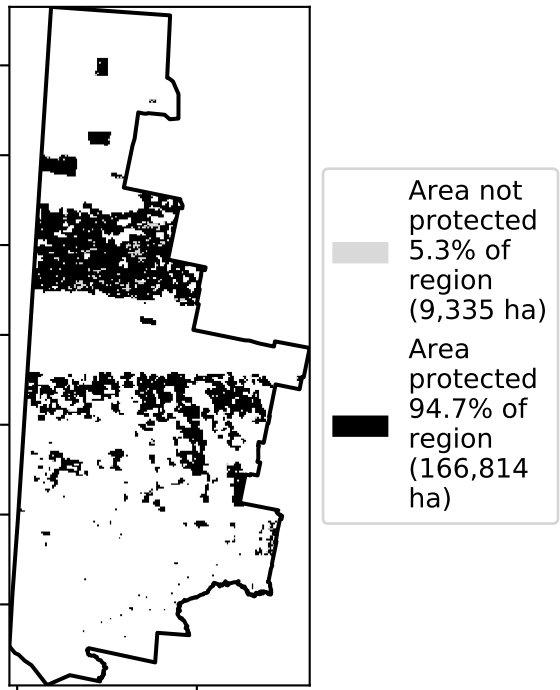 Area not
protected
5.3% of
region
(9,335 ha)
Area
protected
94.7% of
region
(166,814
ha)